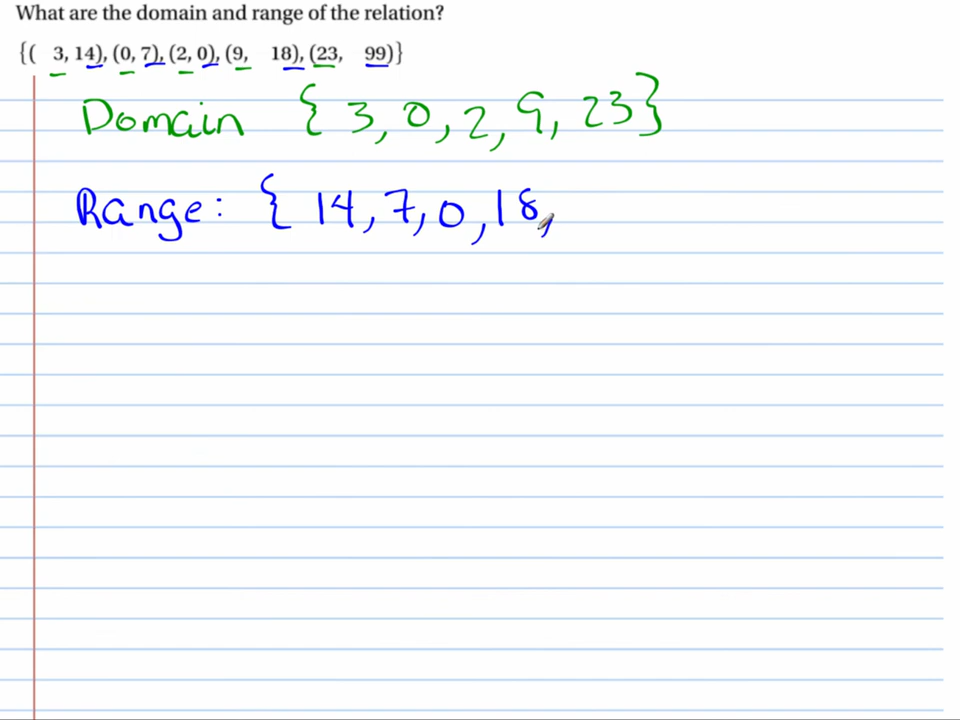 What are the domain and range of the relation?
{( 3, 14), (0, 7), (2, 0), (9, 18), (23, 99)}
Domain { 3, 0, 2, 9, 23}
Range: { 14, 7, 0, 18,